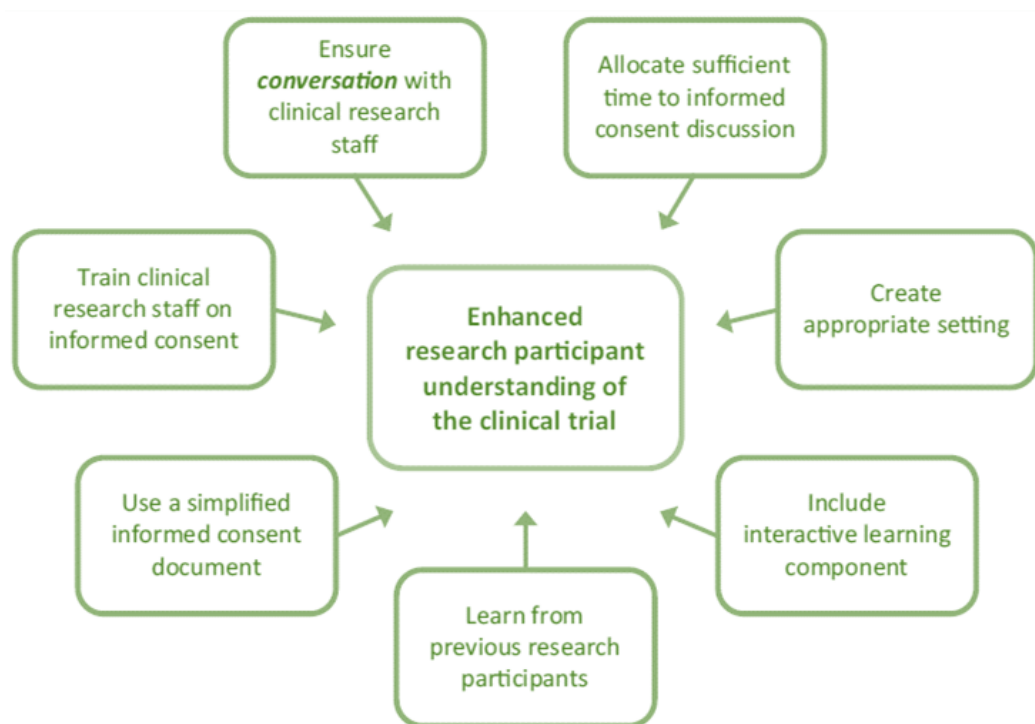 Ensure
conversation with
clinical research
staff
Allocate sufficient
time to informed
consent discussion
Train clinical
research staff on
informed consent
Enhanced
research participant
understanding of
the clinical trial
Create
appropriate setting
Use a simplified
informed consent
document
Learn from
previous research
participants
Include
interactive learning
component